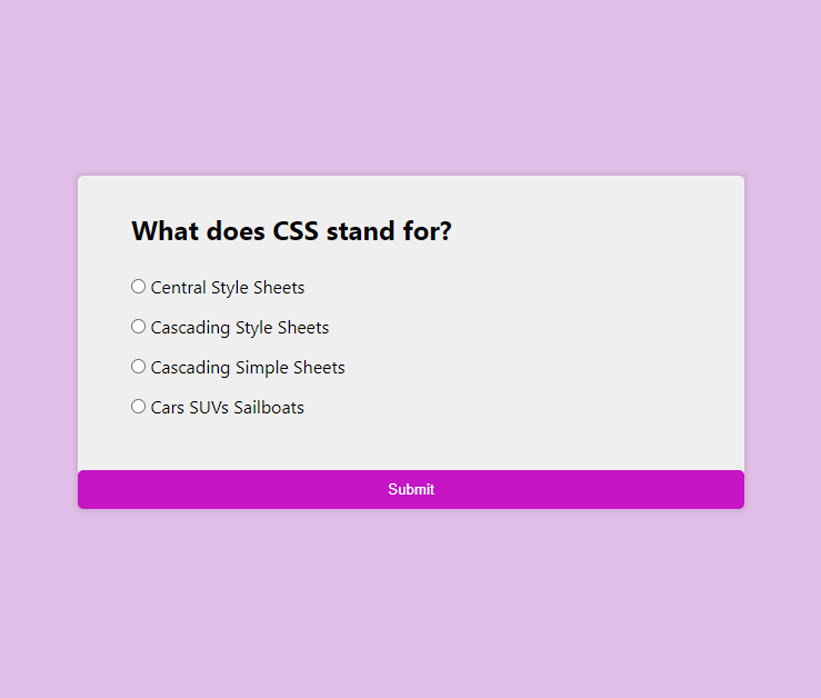 What does CSS stand for?
Central Style Sheets
Cascading Style Sheets
Cascading Simple Sheets
Cars SUVs Sailboats
Submit